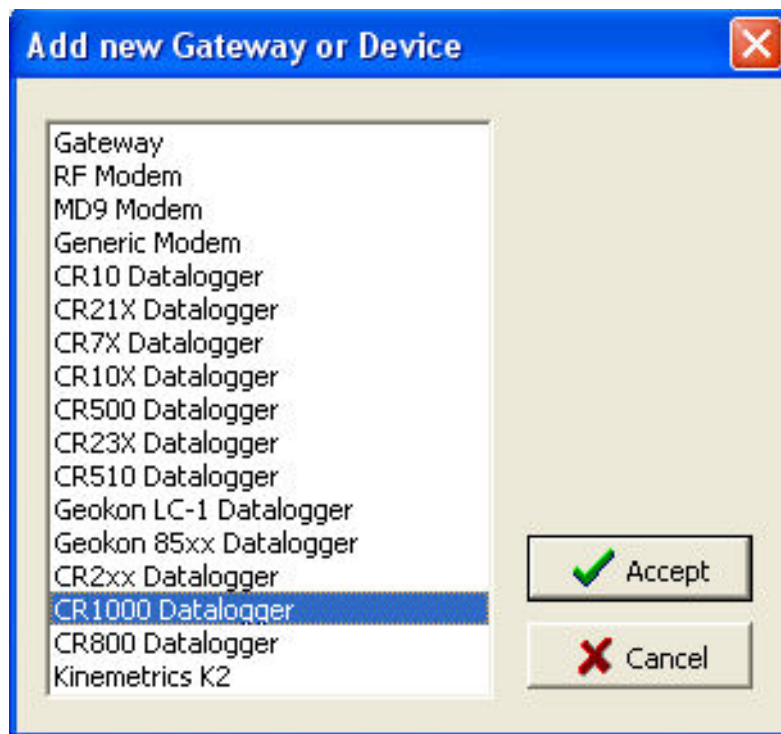 Add new Gateway or Device
Gateway
RF Modem
MD9 Modem
Generic Modem
CR10 Datalogger
CR21X Datalogger
CR7X Datalogger
CR10X Datalogger
CR500 Datalogger
CR23X Datalogger
CR510 Datalogger
Geokon LC-1 Datalogger
Geokon 85xx Datalogger
CR2xx Datalogger
CR1000 Datalogger
CR800 Datalogger
Kinemetrics K2
Accept
Cancel